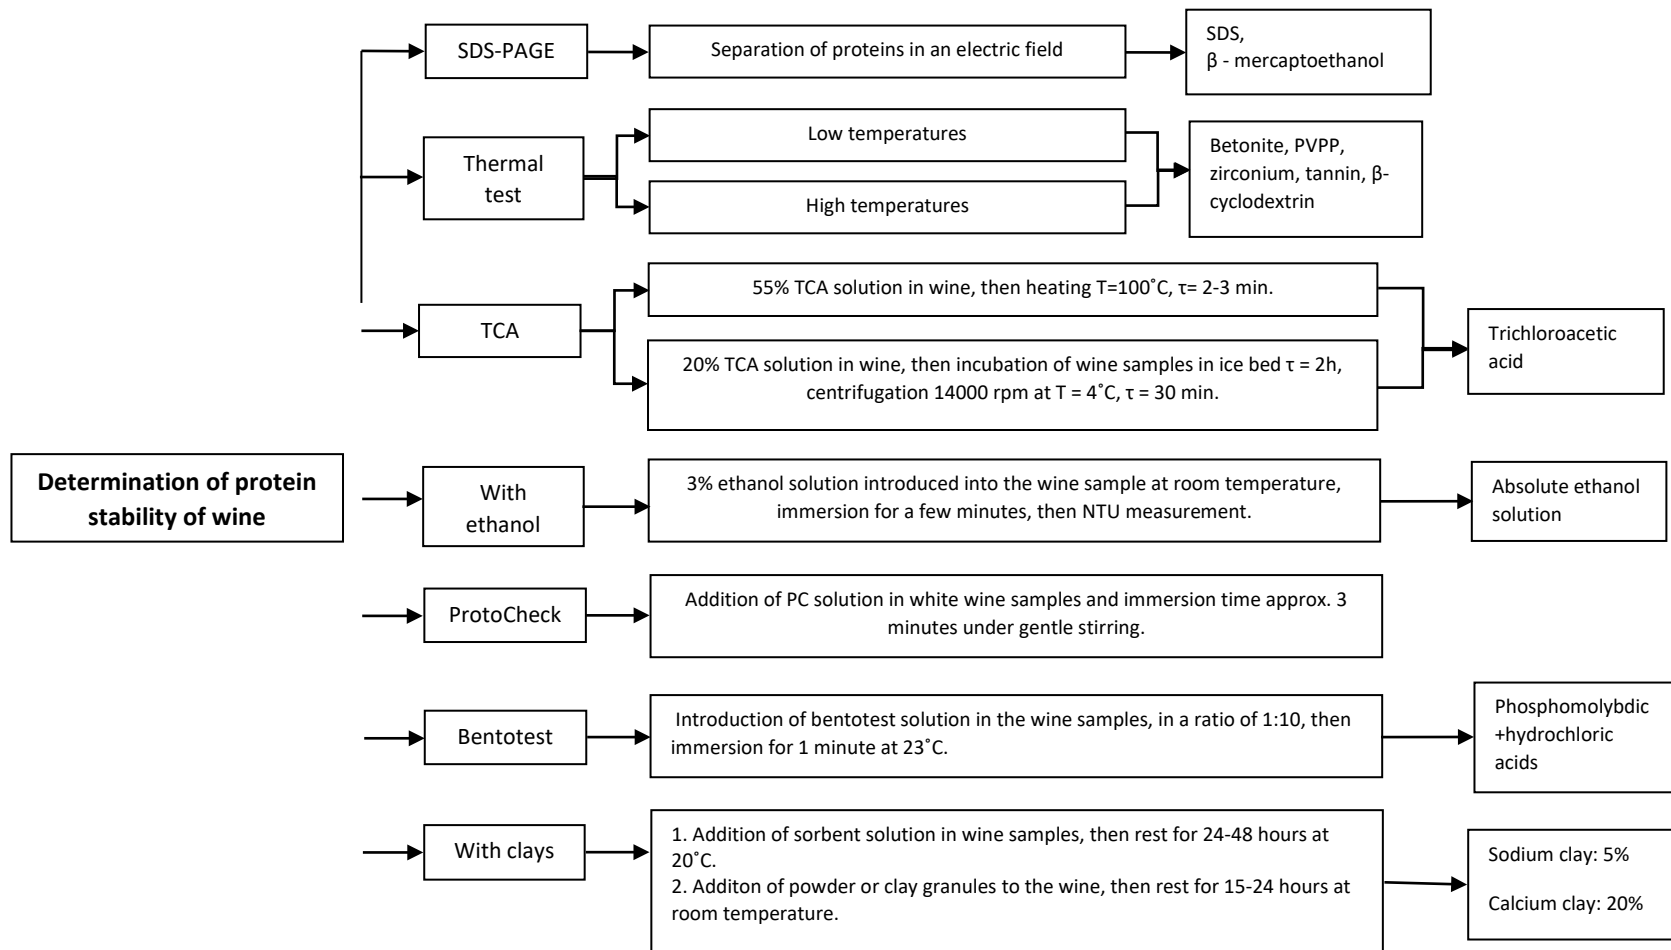 Determination of protein
stability of wine
SDS-PAGE
Separation of proteins in an electric field
SDS,
β - mercaptoethanol
Thermal
test
Low temperatures
High temperatures
Betonite, PVPP,
zirconium, tannin, β-
cyclodextrin
TCA
55% TCA solution in wine, then heating T=100˚C, τ= 2-3 min.
20% TCA solution in wine, then incubation of wine samples in ice bed τ = 2h,
centrifugation 14000 rpm at T = 4˚C, τ = 30 min.
Trichloroacetic
acid
With
ethanol
3% ethanol solution introduced into the wine sample at room temperature,
immersion for a few minutes, then NTU measurement.
Absolute ethanol
solution
ProtoCheck
Addition of PC solution in white wine samples and immersion time approx. 3
minutes under gentle stirring.
Bentotest
Introduction of bentotest solution in the wine samples, in a ratio of 1:10, then
immersion for 1 minute at 23˚C.
Phosphomolybdic
+hydrochloric
acids
With clays
1. Addition of sorbent solution in wine samples, then rest for 24-48 hours at
20˚C.
2. Additon of powder or clay granules to the wine, then rest for 15-24 hours at
room temperature.
Sodium clay: 5%
Calcium clay: 20%